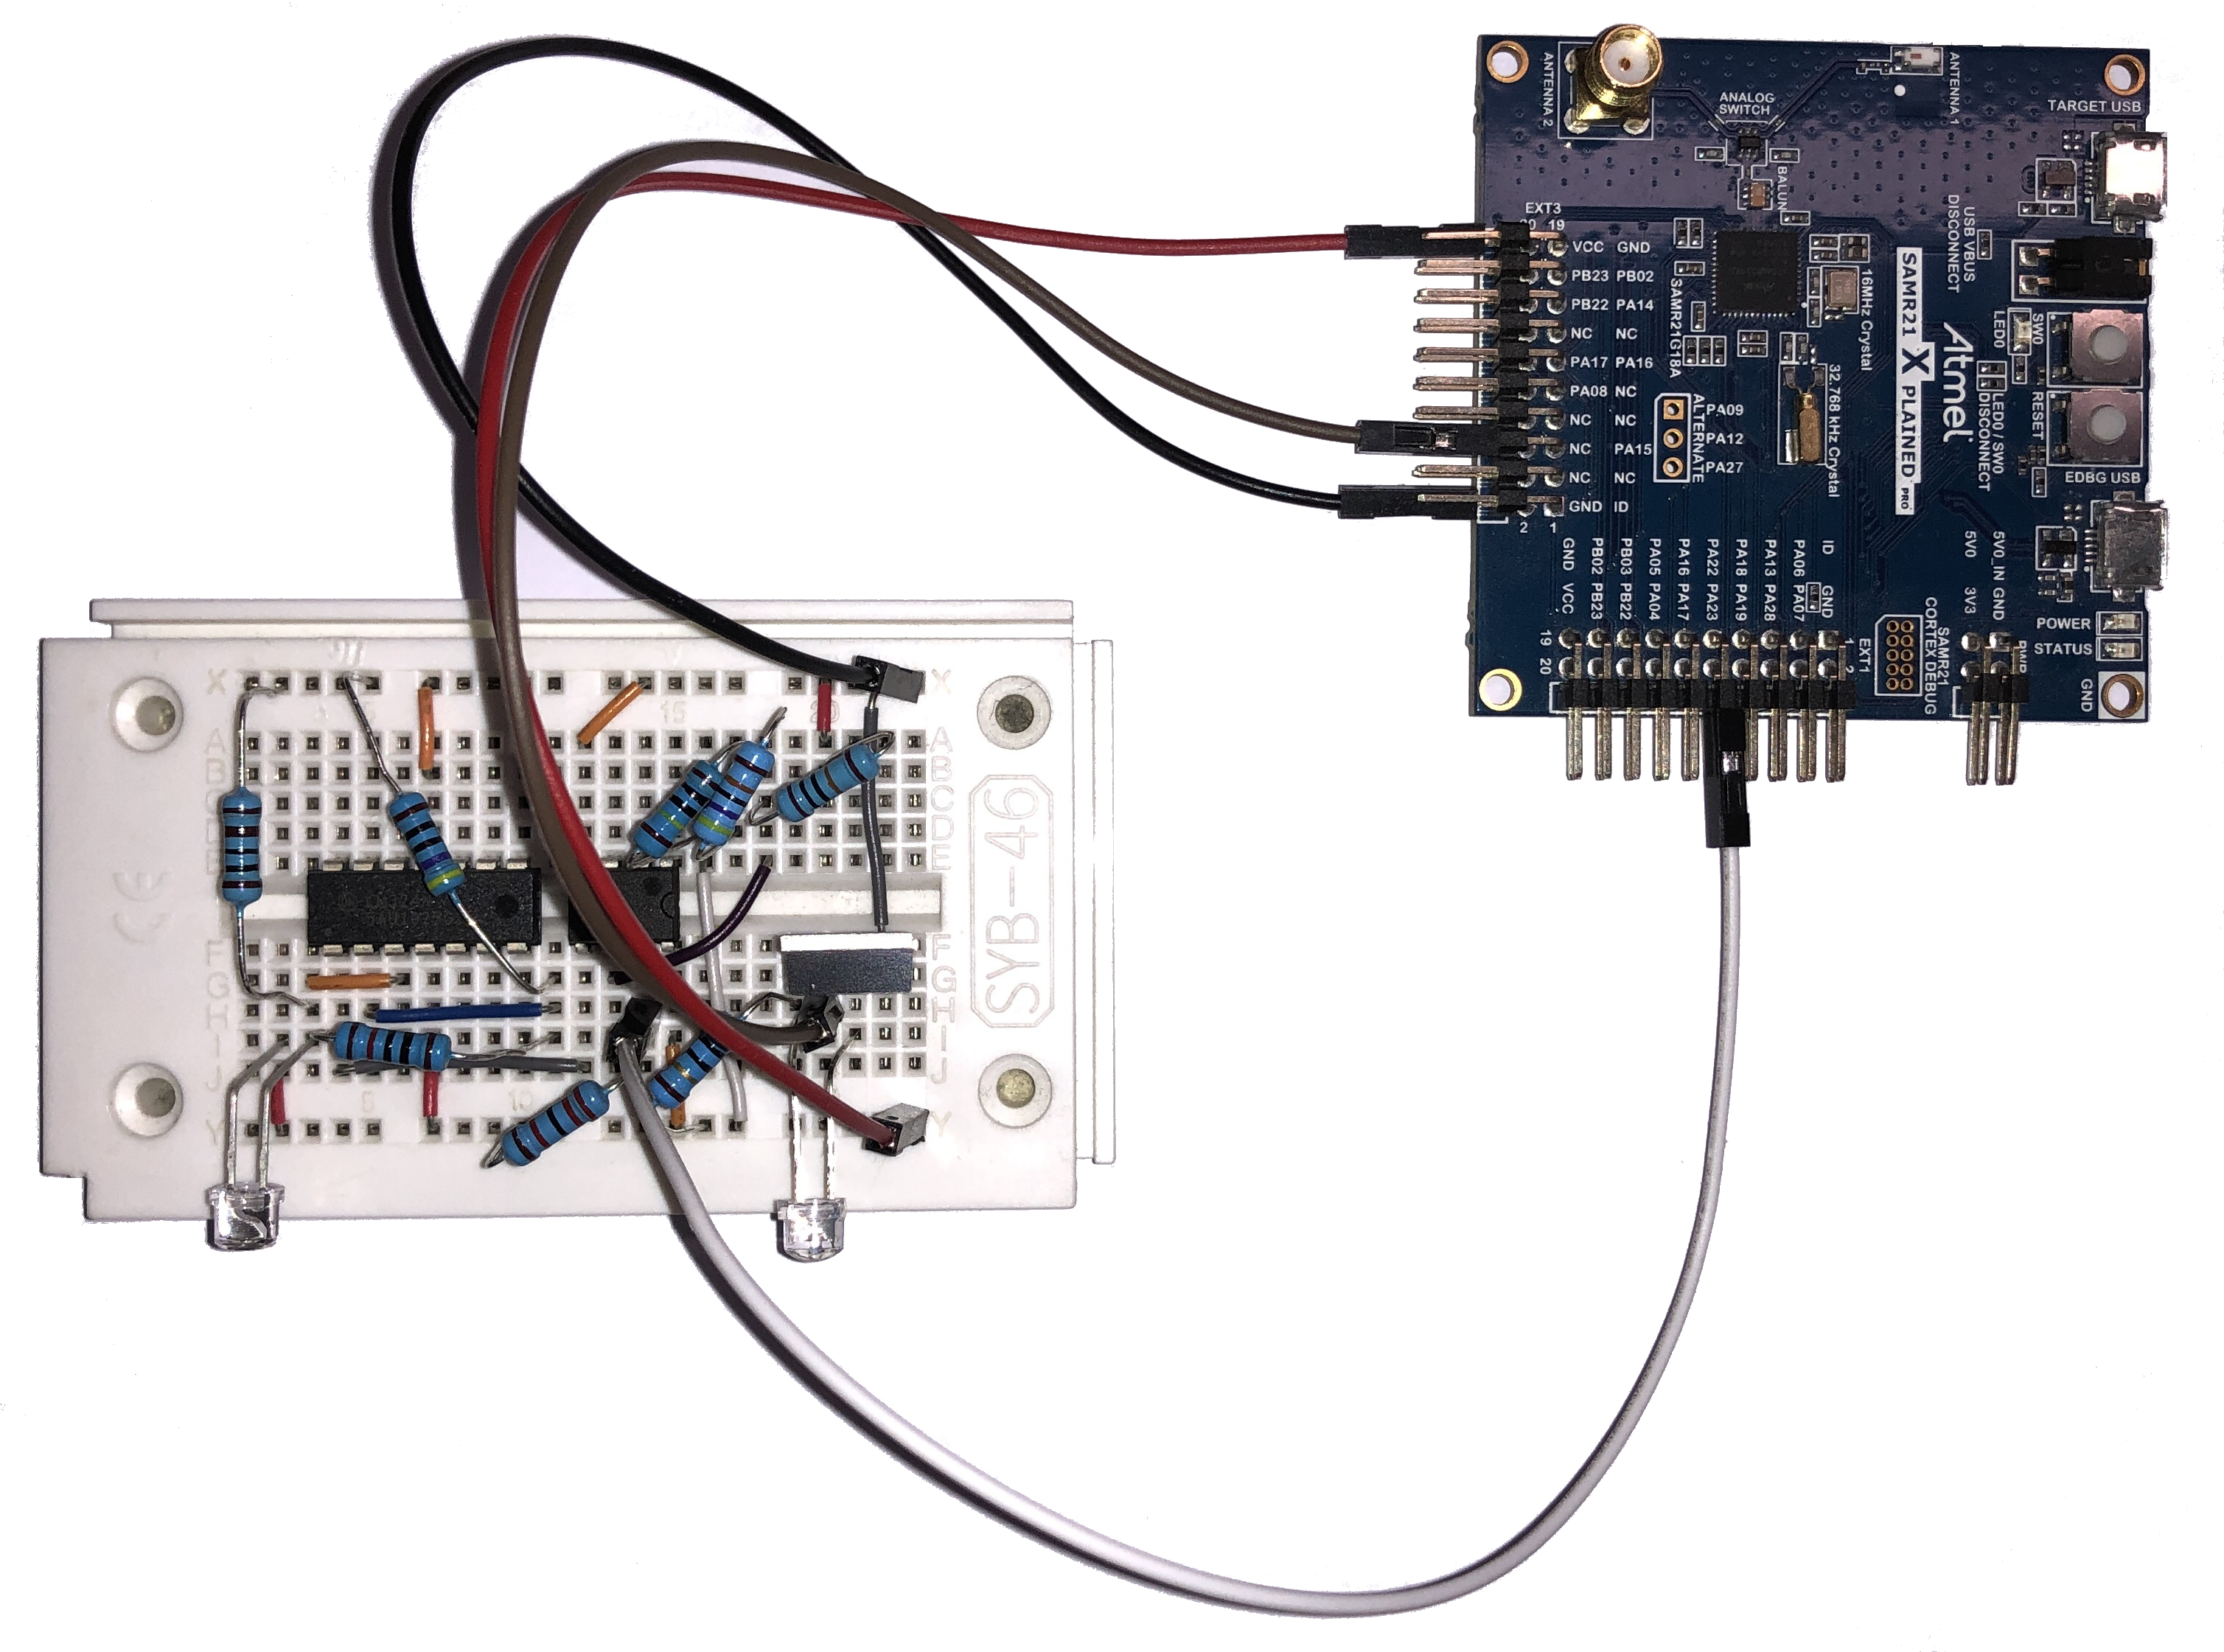 ANTENNA 2
ANALOG
SWITCH
ANTENNA 1
BALUN
TARGET USB
USB VBUS
DISCONNECT
EXT3
19
VCC GND
PB23 PB02
PB22 PA14
NC NC
PA17 PA16
PA08 NC
NC NC
NC PA15
NC NC
GND ID
2 1
SAMR21G18A
16MHz Crystal
32.768 kHz Crystal
ALTERNATE
PA09
PA12
PA27
SAMR21
X
PLAINED
PRO
Atmel
SW0
LED0
RESET
LED0 / SW0
DISCONNECT
EDBG USB
5V0_IN GND
5V0 3V3
POWER
STATUS
GND
GND PB02 PB03 PA05 PA16 PA22 PA18 PA13 PA06 ID
VCC PB23 PB22 PA04 PA17 PA23 PA19 PA28 PA07 GND
19
20
1
2
EXT1
SAMR21
CORTEX DEBUG
X X
15
20
A A
B B
C
D
E E
F F
G G
H H
I I
J J
10
Y Y
CE
SYB-46